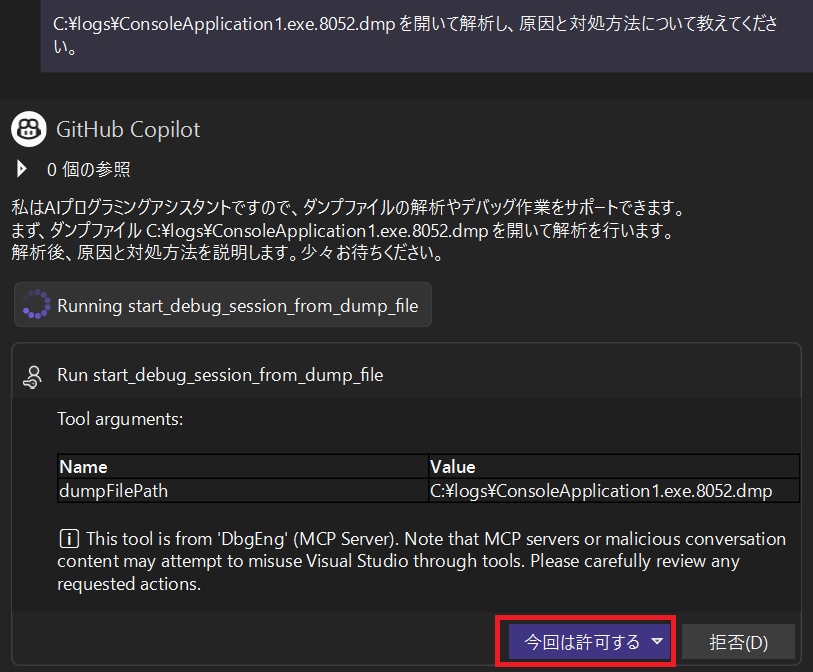 C:¥logs¥ConsoleApplication1.exe.8052.dmp を開いて解析し、原因と対処方法について教えてくださ
い。
GitHub Copilot
0 個の参照
私はAIプログラミングアシスタントですので、ダンプファイルの解析やデバッグ作業をサポートできます。
まず、ダンプファイル C:¥logs¥ConsoleApplication1.exe.8052.dmp を開いて解析を行います。
解析後、原因と対処方法を説明します。少々お待ちください。
Running start_debug_session_from_dump_file
Run start_debug_session_from_dump_file
Tool arguments:
Name Value
dumpFilePath C:¥logs¥ConsoleApplication1.exe.8052.dmp
This tool is from 'DbgEng' (MCP Server). Note that MCP servers or malicious conversation
content may attempt to misuse Visual Studio through tools. Please carefully review any
requested actions.
今回は許可する 拒否(D)